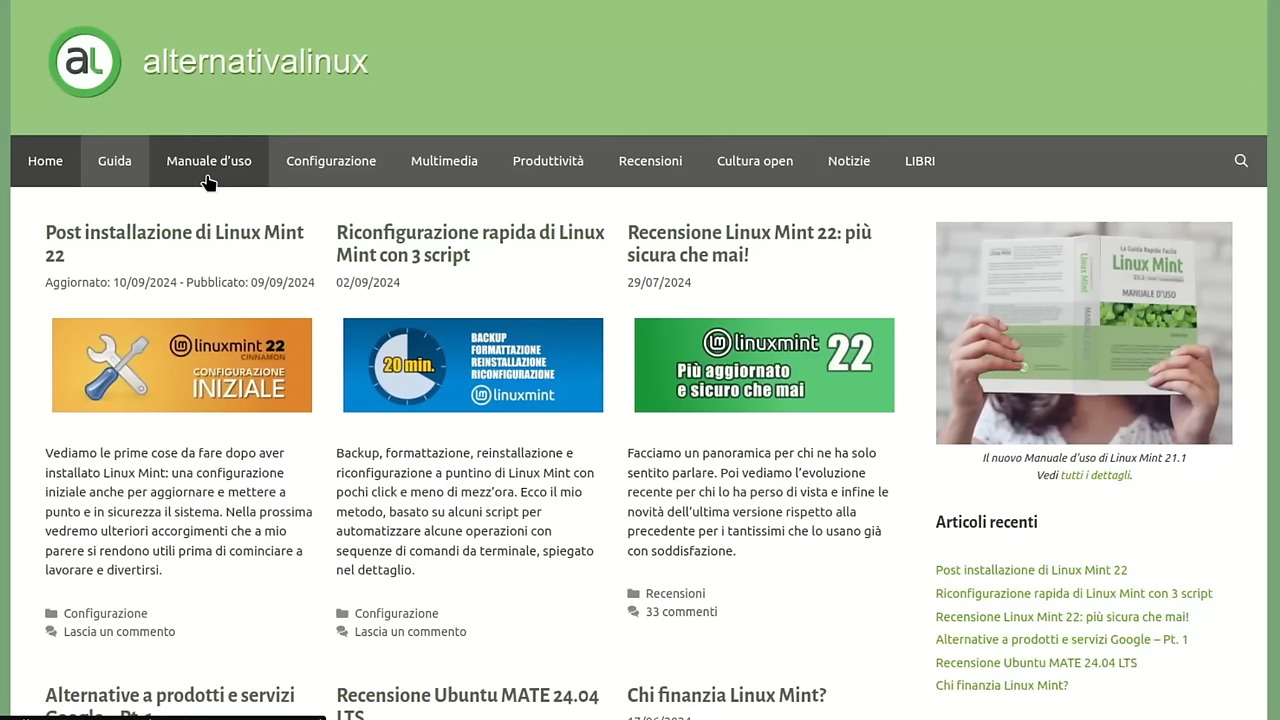 al alternativalinux
Home Guida Manuale d'uso Configurazione Multimedia Produttività Recensioni Cultura open Notizie LIBRI
Post installazione di Linux Mint
22
Aggiornato: 10/09/2024 - Pubblicato: 09/09/2024
linuxmint 22
CINNAMON
CONFIGURAZIONE
INIZIALE
Vediamo le prime cose da fare dopo aver
installato Linux Mint: una configurazione
iniziale anche per aggiornare e mettere a
punto e in sicurezza il sistema. Nella prossima
vedremo ulteriori accorgimenti che a mio
parere si rendono utili prima di cominciare a
lavorare e divertirsi.
Configurazione
Lascia un commento
Riconfigurazione rapida di Linux
Mint con 3 script
02/09/2024
20 min.
BACKUP
FORMATTAZIONE
REINSTALLAZIONE
RICONFIGURAZIONE
linuxmint
Backup, formattazione, reinstallazione e
riconfigurazione a puntino di Linux Mint con
pochi click e meno di mezz'ora. Ecco il mio
metodo, basato su alcuni script per
automatizzare alcune operazioni con
sequenze di comandi da terminale, spiegato
nel dettaglio.
Configurazione
Lascia un commento
Recensione Linux Mint 22: più
sicura che mai!
29/07/2024
linuxmint 22
Più aggiornato
e sicuro che mai
Facciamo un panoramica per chi ne ha solo
sentito parlare. Poi vediamo l'evoluzione
recente per chi lo ha perso di vista e infine le
novità dell'ultima versione rispetto alla
precedente per i tantissimi che lo usano già
con soddisfazione.
Recensioni
33 commenti
Alternative a prodotti e servizi
Google – Pt. 1
Recensione Ubuntu MATE 24.04
LTS
Chi finanzia Linux Mint?
17/06/2024
La Guida Rapida Facile
Linux Mint
21.1
MANUALE D'USO
Linux Mint
MANUALE D'USO
Il nuovo Manuale d'uso di Linux Mint 21.1
Vedi tutti i dettagli.
Articoli recenti
Post installazione di Linux Mint 22
Riconfigurazione rapida di Linux Mint con 3 script
Recensione Linux Mint 22: più sicura che mai!
Alternative a prodotti e servizi Google – Pt. 1
Recensione Ubuntu MATE 24.04 LTS
Chi finanzia Linux Mint?